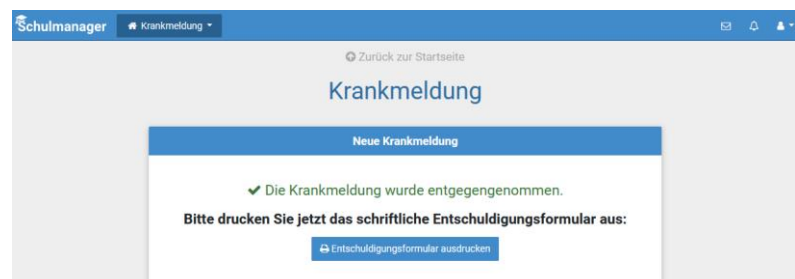 Schulmanager Krankmeldung
Zurück zur Startseite
Krankmeldung
Neue Krankmeldung
Die Krankmeldung wurde entgegengenommen.
Bitte drucken Sie jetzt das schriftliche Entschuldigungsformular aus:
Entschuldigungsformular ausdrucken